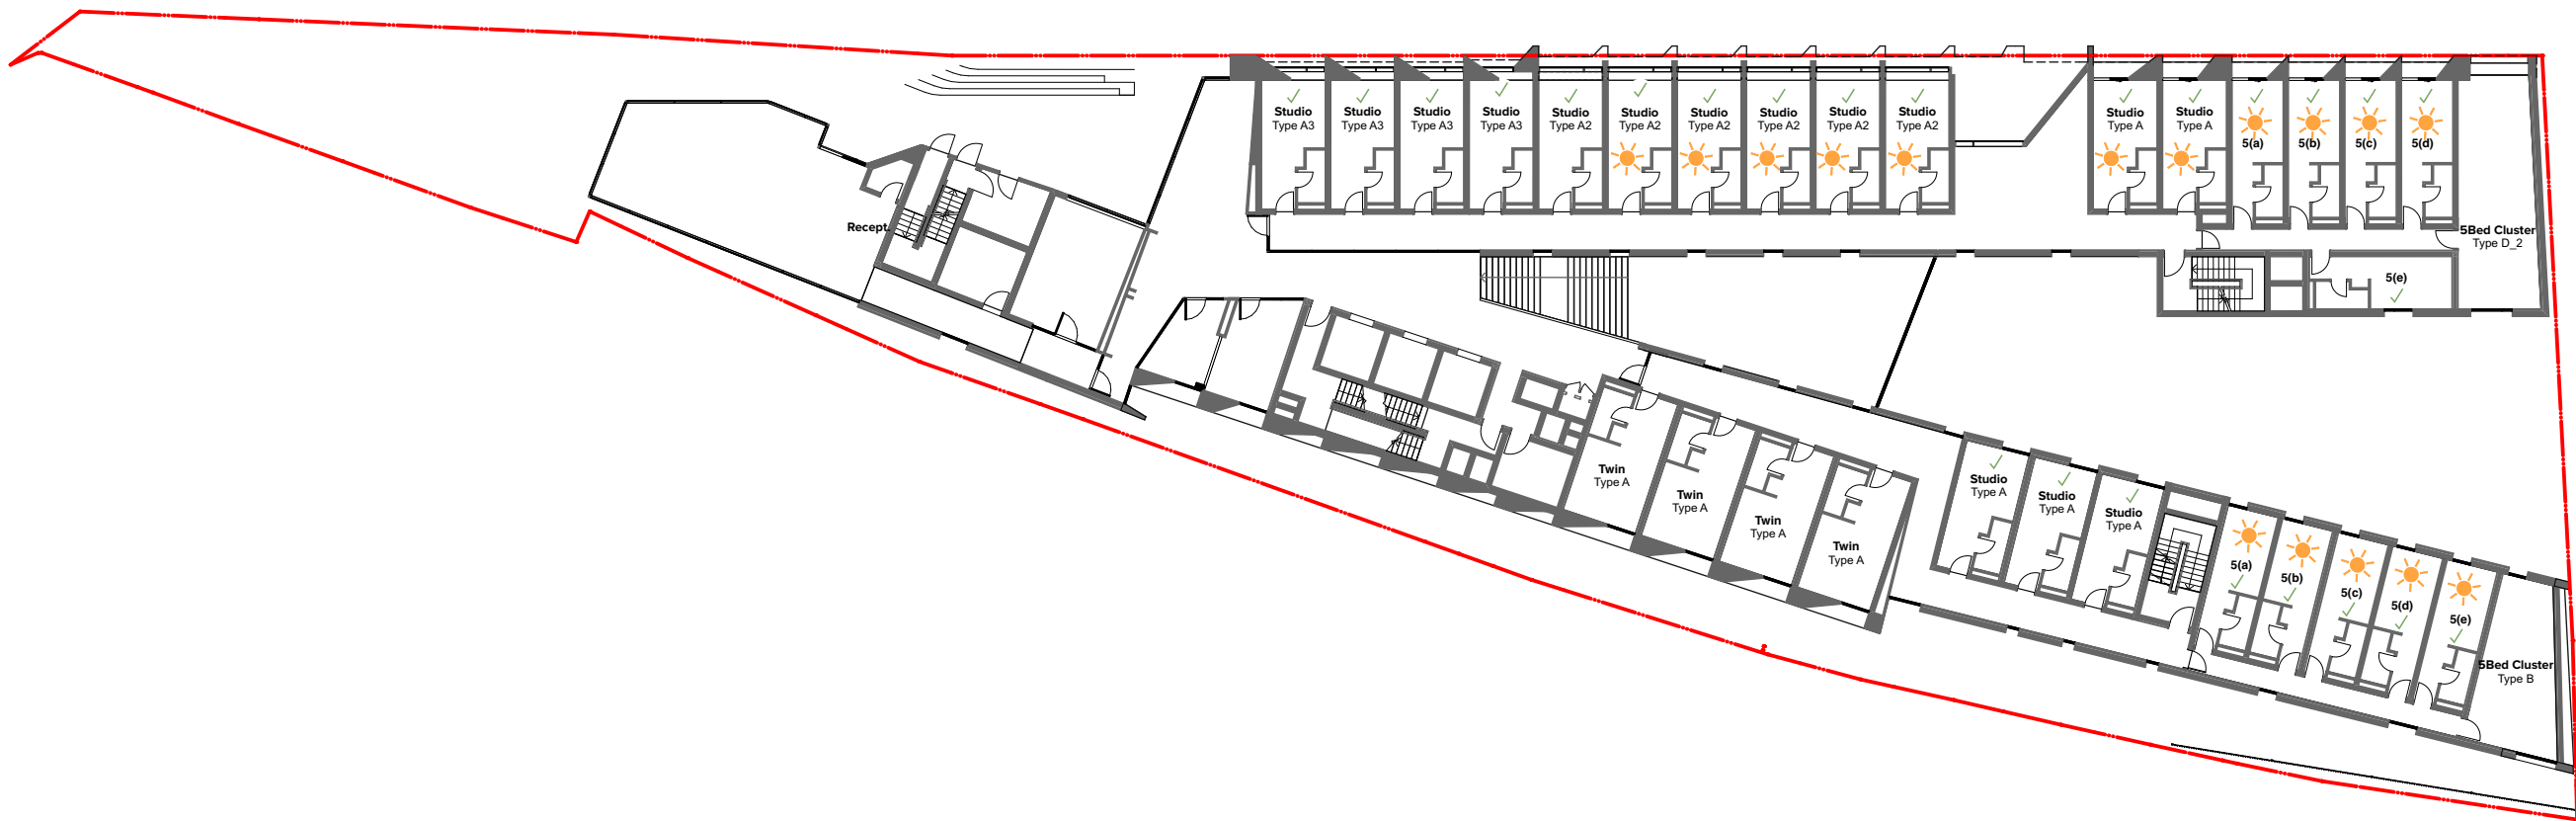 Studio
Type A3
Studio
Type A3
Studio
Type A3
Studio
Type A3
Studio
Type A2
Studio
Type A2
Studio
Type A2
Studio
Type A2
Studio
Type A2
Studio
Type A2
Studio
Type A
Studio
Type A
5(a)
5(b)
5(c)
5(d)
5Bed Cluster
Type D_2
5(e)
Recept.
Twin
Type A
Twin
Type A
Twin
Type A
Twin
Type A
Studio
Type A
Studio
Type A
Studio
Type A
5(a)
5(b)
5(c)
5(d)
5(e)
5Bed Cluster
Type B